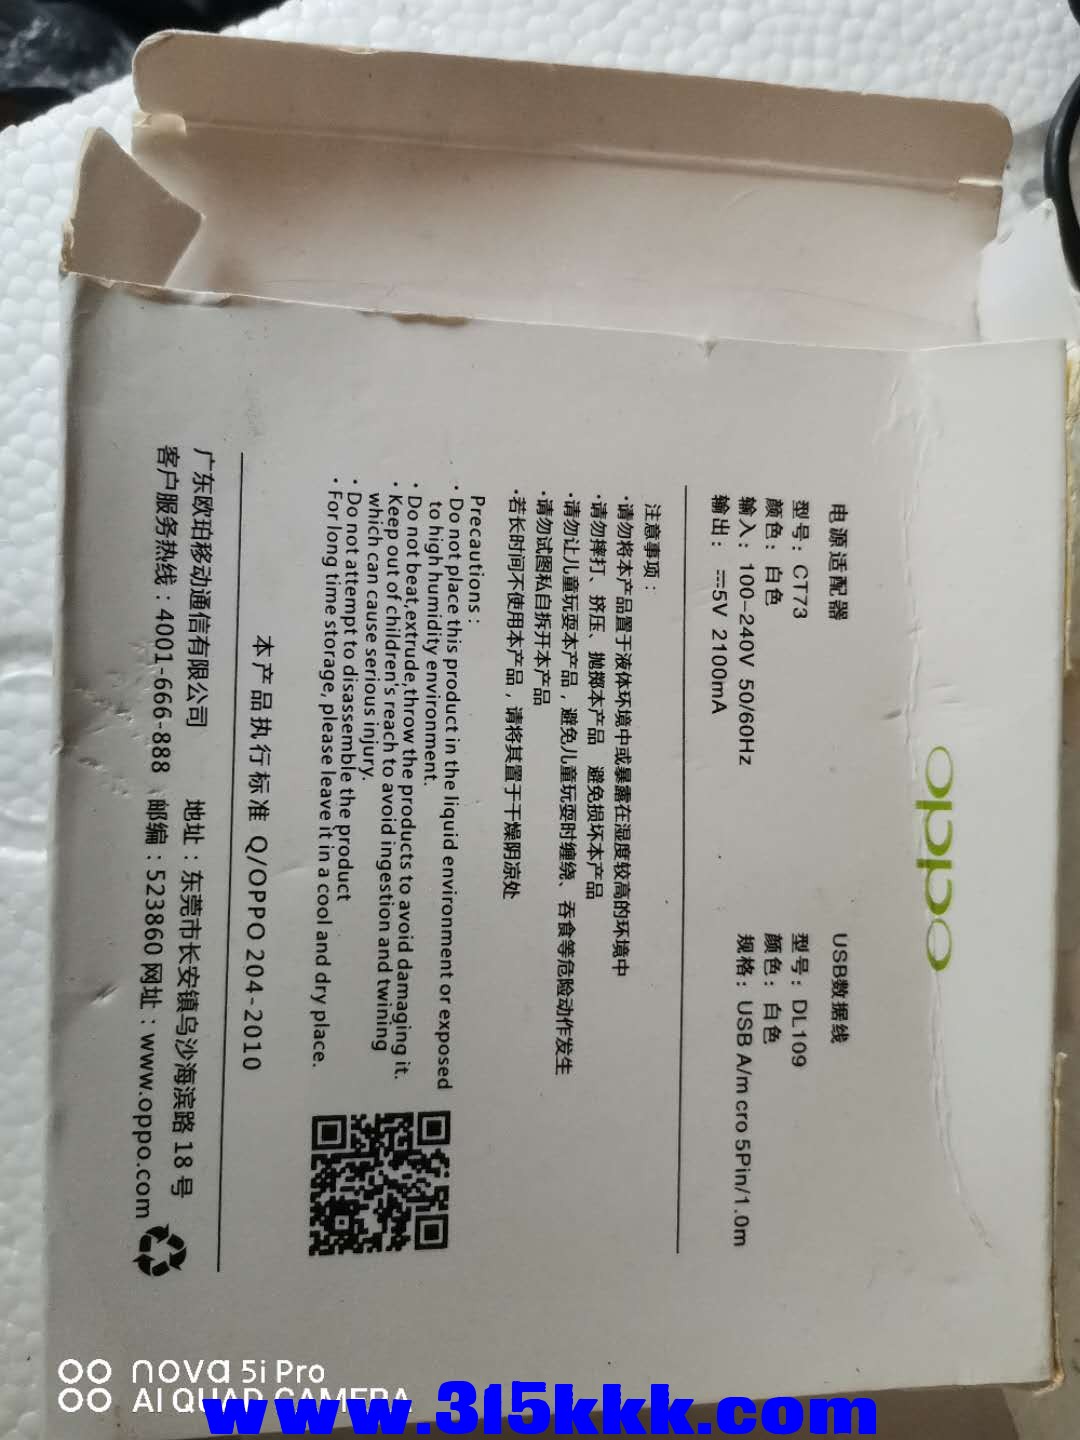 oppo
电源适配器
型号：CT73
颜色：白色
输入：100-240V 50/60Hz
输出：⎓5V 2100mA
USB数据线
型号：DL109
颜色：白色
规格：USB A/m cro 5Pin/1.0m
注意事项：
·请勿将本产品置于液体环境中或暴露在湿度较高的环境中
·请勿摔打、挤压、抛掷本产品 避免损坏本产品
·请勿让儿童玩耍本产品，避免儿童玩耍时缠绕、吞食等危险动作发生
·请勿试图私自拆开本产品
·若长时间不使用本产品，请将其置于干燥阴凉处
Precautions：
·Do not place this product in the liquid environment or exposed
to high humidity environment.
·Do not beat,extrude,throw the products to avoid damaging it.
·Keep out of children's reach to avoid ingestion and twining
which can cause serious injury.
·Do not attempt to disassemble the product
·For long time storage, please leave it in a cool and dry place.
本产品执行标准 Q/OPPO 204-2010
广东欧珀移动通信有限公司 地址：东莞市长安镇乌沙海滨路 18 号
客户服务热线：4001-666-888 邮编：523860 网址：www.oppo.com
nova 5i Pro
AI QUAD CAMERA
www.315kkk.com